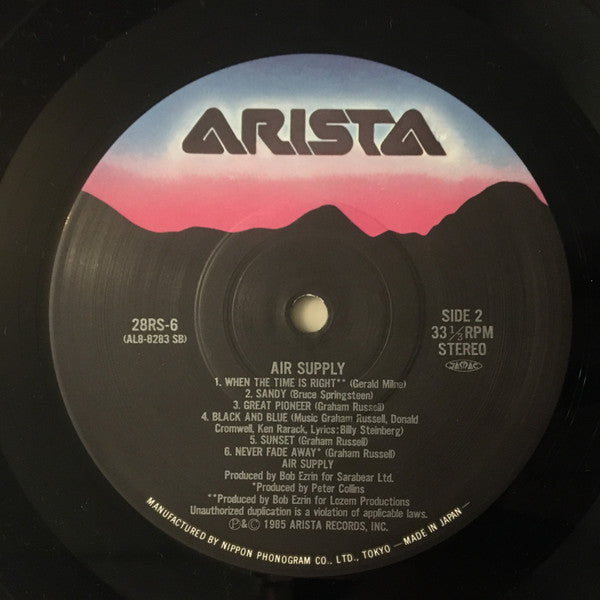 ARISTA
28RS-6
(AL8-8283 SB)
SIDE 2
33 1/3 RPM
STEREO
JASRAC
AIR SUPPLY
1. WHEN THE TIME IS RIGHT** (Gerald Milne)
2. SANDY (Bruce Springsteen)
3. GREAT PIONEER (Graham Russell)
4. BLACK AND BLUE (Music Graham Russell, Donald
Cromwell, Ken Rarack, Lyrics: Billy Steinberg)
5. SUNSET (Graham Russell)
6. NEVER FADE AWAY* (Graham Russell)
AIR SUPPLY
Produced by Bob Ezrin for Sarabear Ltd.
*Produced by Peter Collins
**Produced by Bob Ezrin for Lozem Productions
Unauthorized duplication is a violation of applicable laws.
℗&© 1985 ARISTA RECORDS, INC.
MANUFACTURED BY NIPPON PHONOGRAM CO., LTD., TOKYO — MADE IN JAPAN —